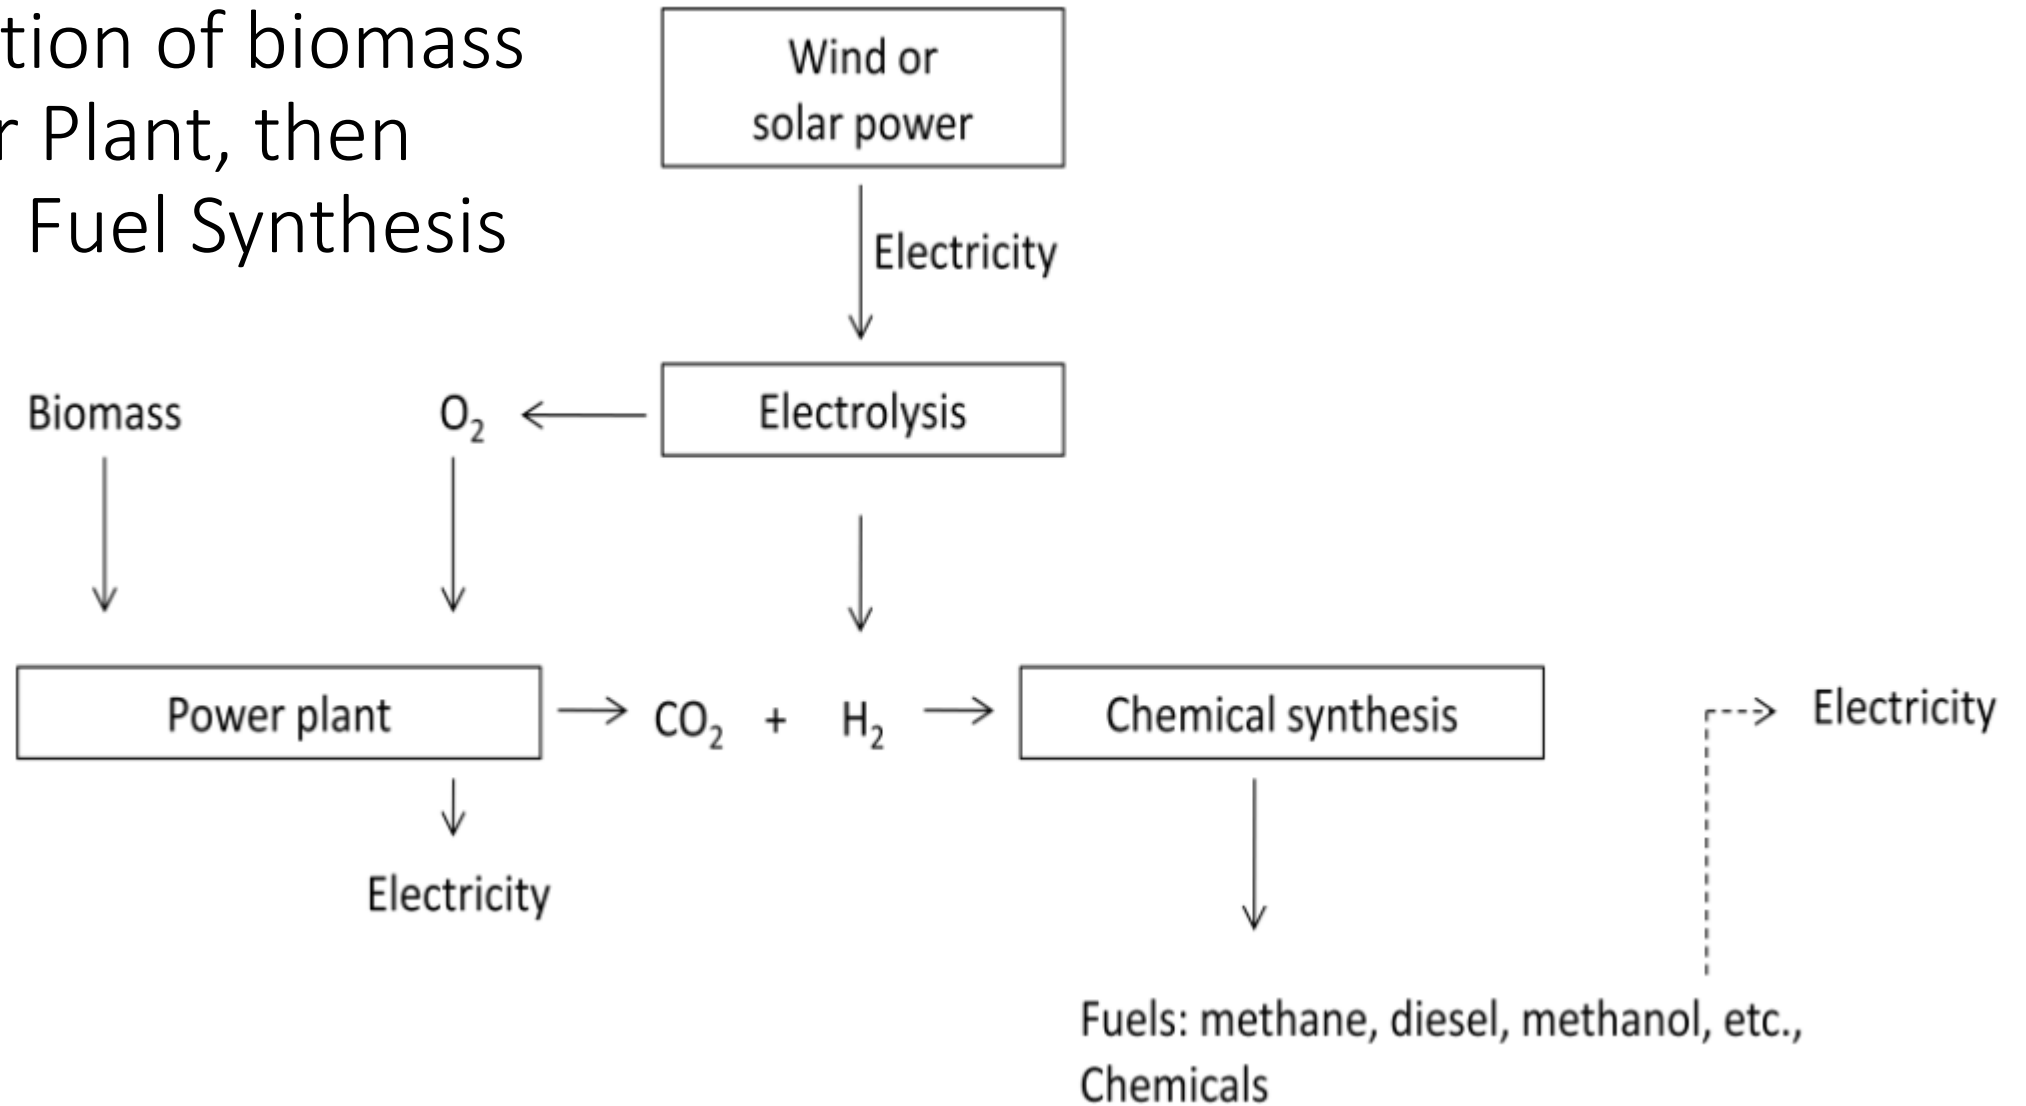 tion of biomass
r Plant, then
Fuel Synthesis
Wind or
solar power
Electricity
Biomass
O₂
Electrolysis
Power plant
CO₂ + H₂
Chemical synthesis
Electricity
Electricity
Fuels: methane, diesel, methanol, etc.,
Chemicals